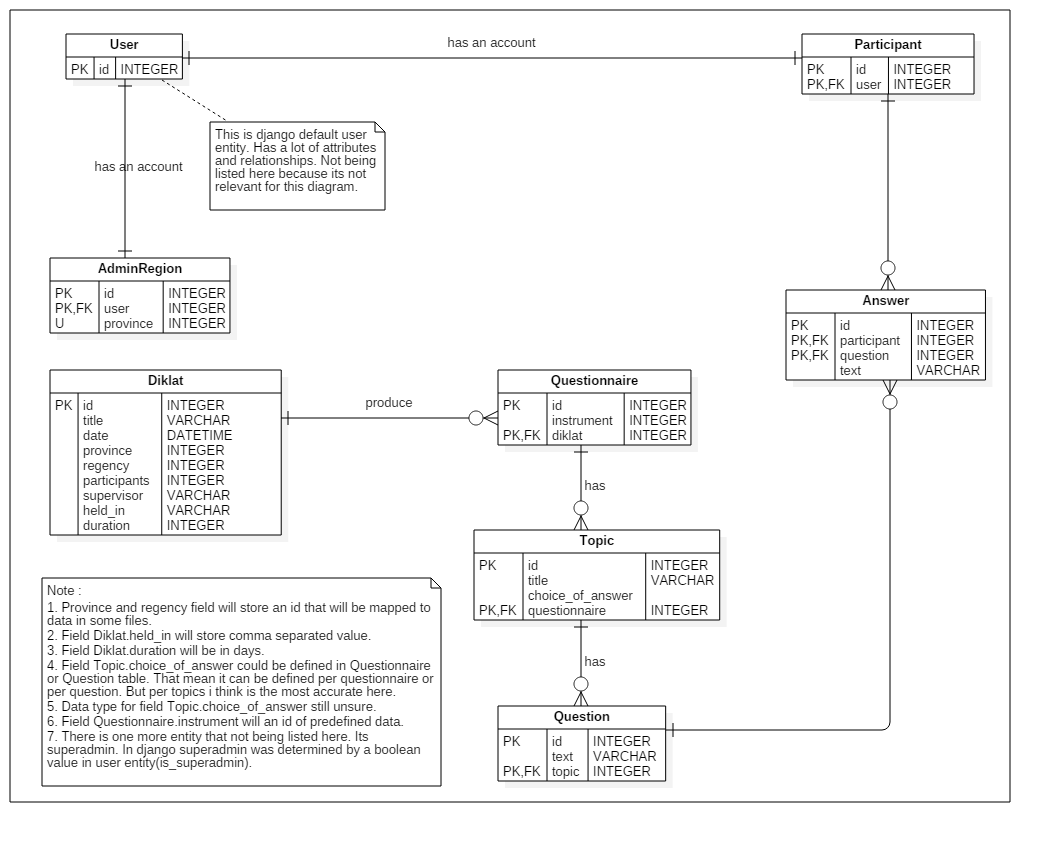 User
PK id INTEGER
has an account
Participant
PK id INTEGER
PK,FK user INTEGER
This is django default user
entity. Has a lot of attributes
and relationships. Not being
listed here because its not
relevant for this diagram.
has an account
AdminRegion
PK id INTEGER
PK,FK user INTEGER
U province INTEGER
Answer
PK id INTEGER
PK,FK participant INTEGER
PK,FK question INTEGER
text VARCHAR
Diklat
PK id INTEGER
title VARCHAR
date DATETIME
province INTEGER
regency INTEGER
participants INTEGER
supervisor VARCHAR
held_in VARCHAR
duration INTEGER
produce
Questionnaire
PK id INTEGER
instrument INTEGER
PK,FK diklat INTEGER
has
Topic
PK id INTEGER
title VARCHAR
choice_of_answer
PK,FK questionnaire INTEGER
has
Question
PK id INTEGER
text VARCHAR
PK,FK topic INTEGER
Note :
1. Province and regency field will store an id that will be mapped to
data in some files.
2. Field Diklat.held_in will store comma separated value.
3. Field Diklat.duration will be in days.
4. Field Topic.choice_of_answer could be defined in Questionnaire
or Question table. That mean it can be defined per questionnaire or
per question. But per topics i think is the most accurate here.
5. Data type for field Topic.choice_of_answer still unsure.
6. Field Questionnaire.instrument will an id of predefined data.
7. There is one more entity that not being listed here. Its
superadmin. In django superadmin was determined by a boolean
value in user entity(is_superadmin).